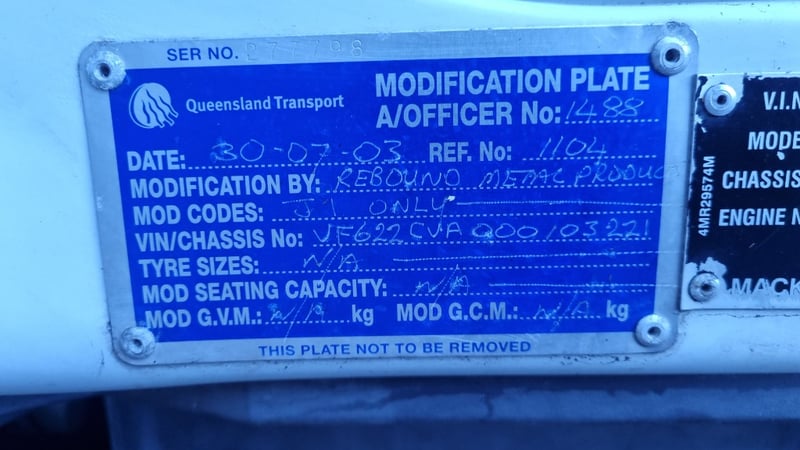 SER NO. B77798
Queensland Transport
MODIFICATION PLATE
A/OFFICER No: 1488
DATE: 30-07-03 REF. No: 1104
MODIFICATION BY: REBOUND METAL PRODUC
MOD CODES: J1 ONLY
VIN/CHASSIS No: VF622CVA000103221
TYRE SIZES: N/A
MOD SEATING CAPACITY: N/A
MOD G.V.M.: N/A kg MOD G.C.M.: N/A kg
THIS PLATE NOT TO BE REMOVED
4MR29574M
V.I.N
MODE
CHASSIS
ENGINE N
MACK